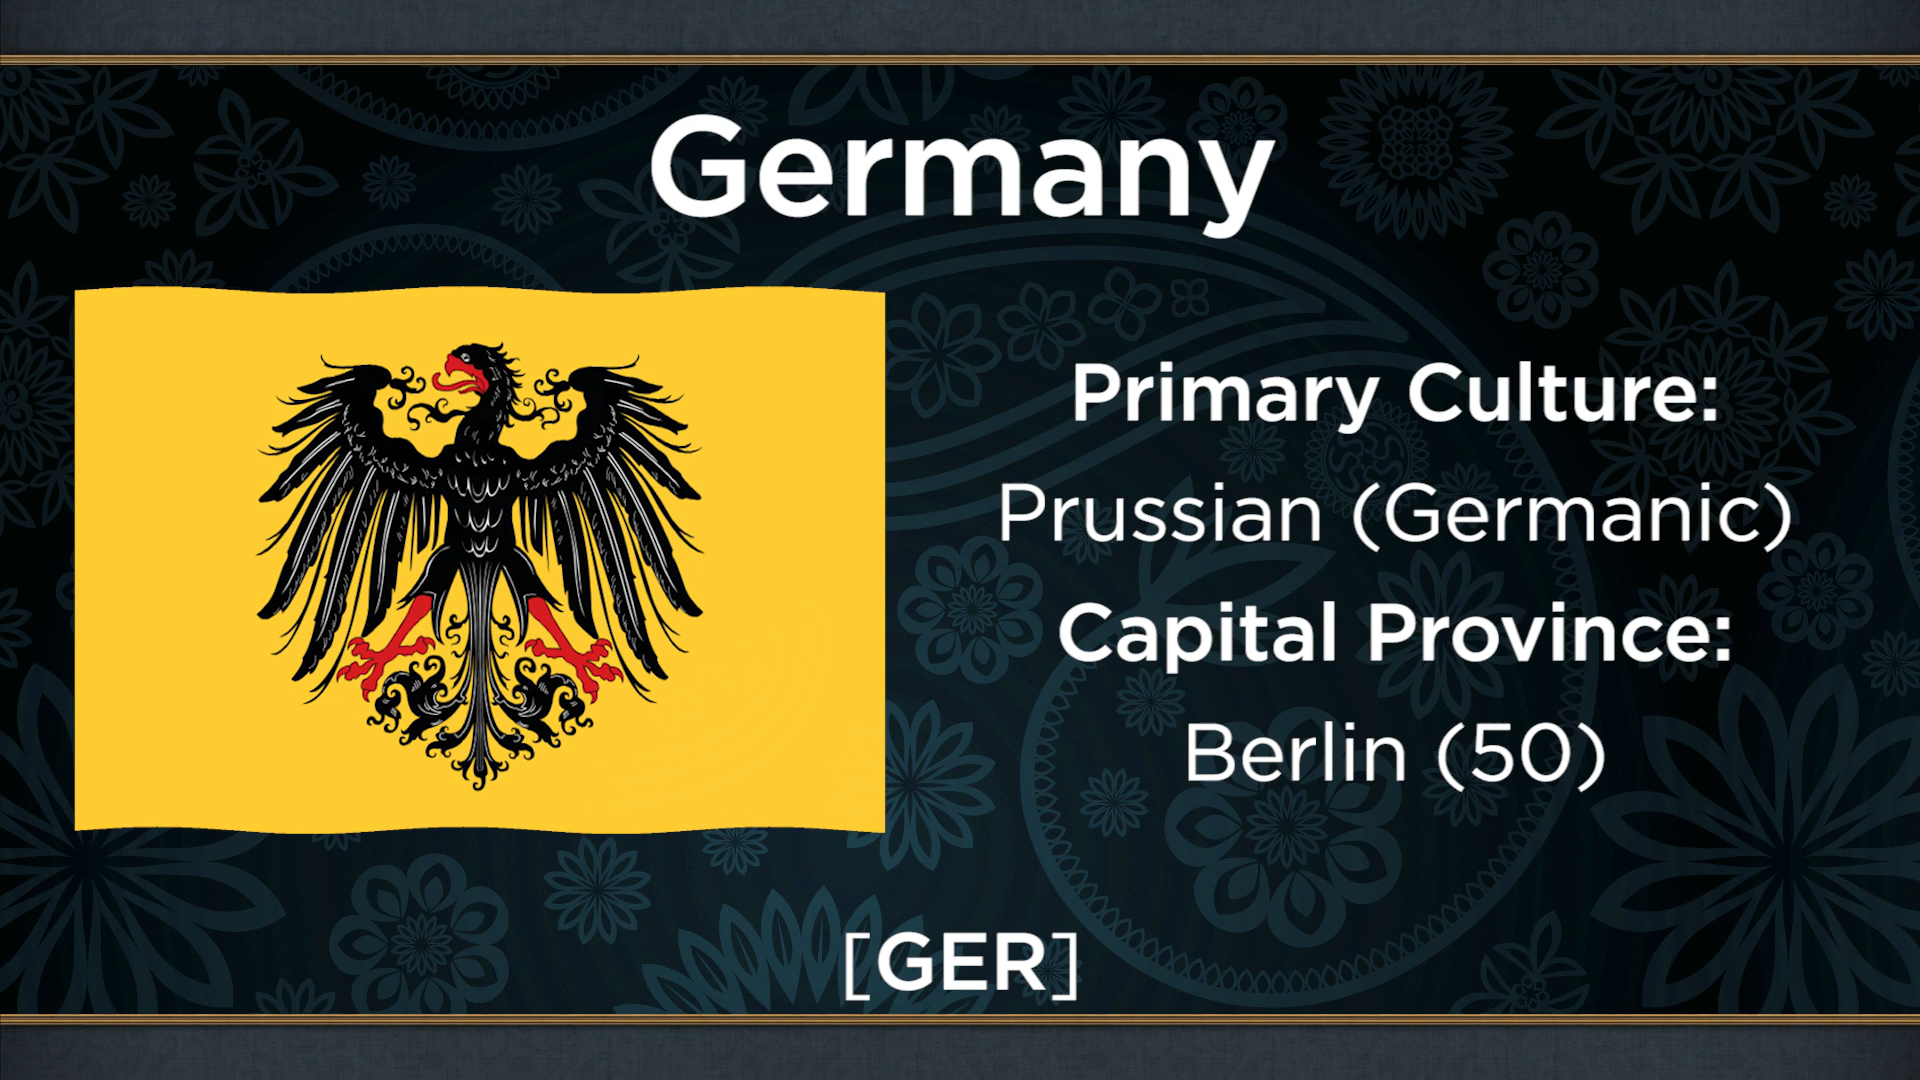 Germany
Primary Culture:
Prussian (Germanic)
Capital Province:
Berlin (50)
[GER]